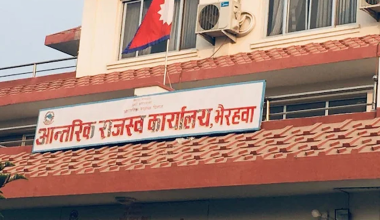 आन्तरिक राजस्व कार्यालय, भैरहवा